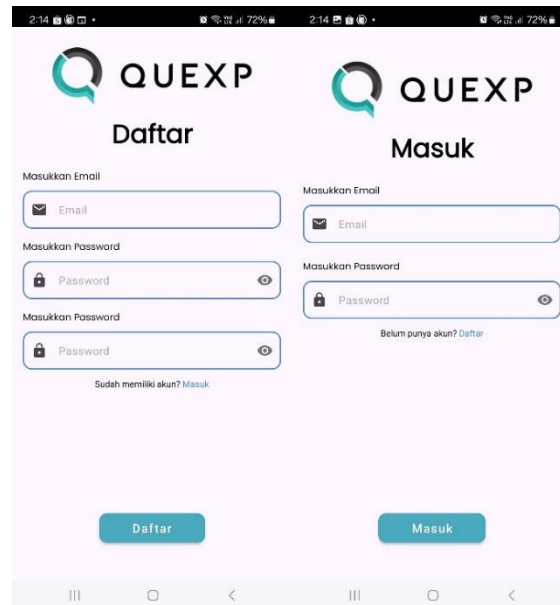 2:14
72%
QUEXP
Daftar
Masukkan Email
Email
Masukkan Password
Password
Masukkan Password
Password
Sudah memiliki akun? Masuk
Daftar
2:14
72%
QUEXP
Masuk
Masukkan Email
Email
Masukkan Password
Password
Belum punya akun? Daftar
Masuk